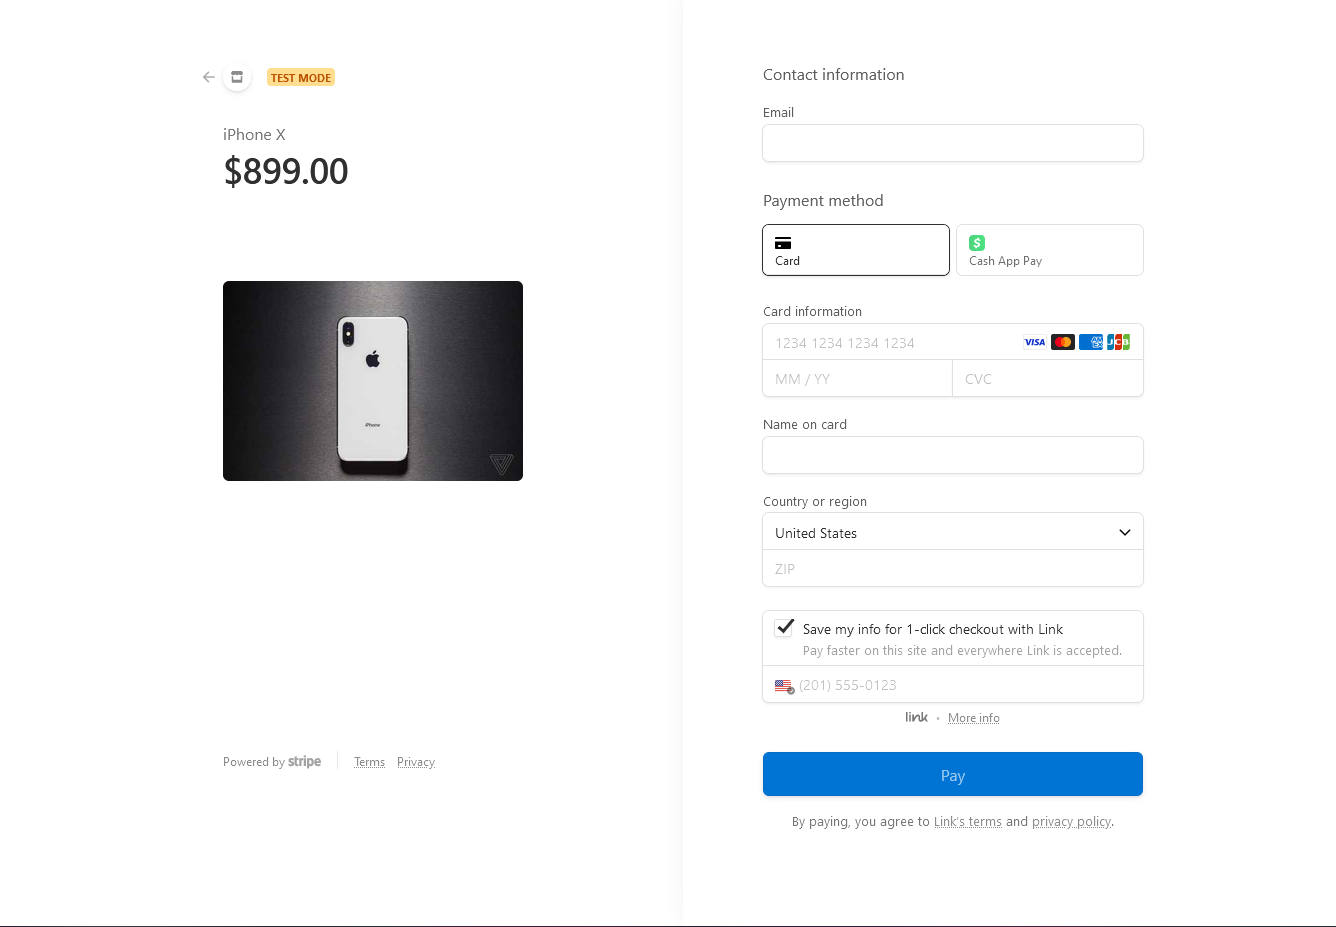 TEST MODE
iPhone X
$899.00
iPhone
Powered by stripe
Terms
Privacy
Contact information
Email
Payment method
Card
Cash App Pay
Card information
1234 1234 1234 1234
VISA
JCB
MM / YY
CVC
Name on card
Country or region
United States
ZIP
Save my info for 1-click checkout with Link
Pay faster on this site and everywhere Link is accepted.
(201) 555-0123
link • More info
Pay
By paying, you agree to Link's terms and privacy policy.